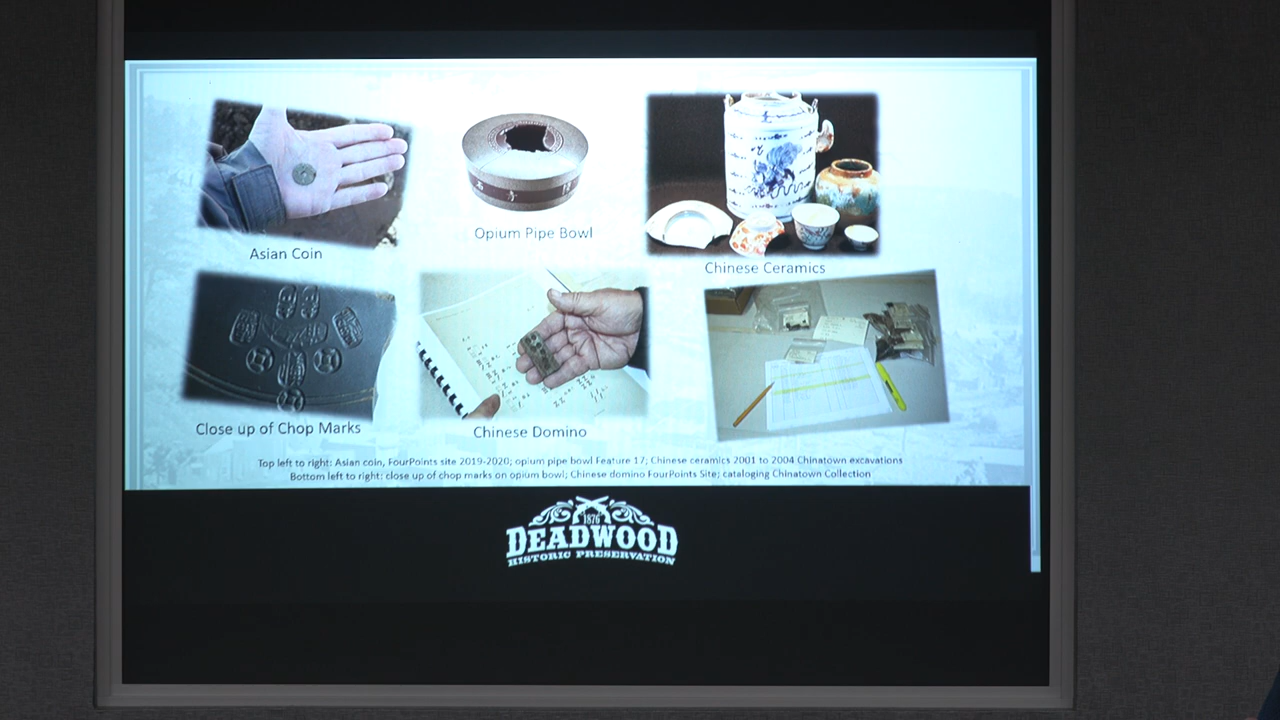 Asian Coin
Opium Pipe Bowl
Chinese Ceramics
Close up of Chop Marks
Chinese Domino
Top left to right: Asian coin, FourPoints site 2019-2020; opium pipe bowl Feature 17; Chinese ceramics 2001 to 2004 Chinatown excavations
Bottom left to right: close up of chop marks on opium bowl; Chinese domino FourPoints Site; cataloging Chinatown Collection
1876
DEADWOOD
HISTORIC PRESERVATION